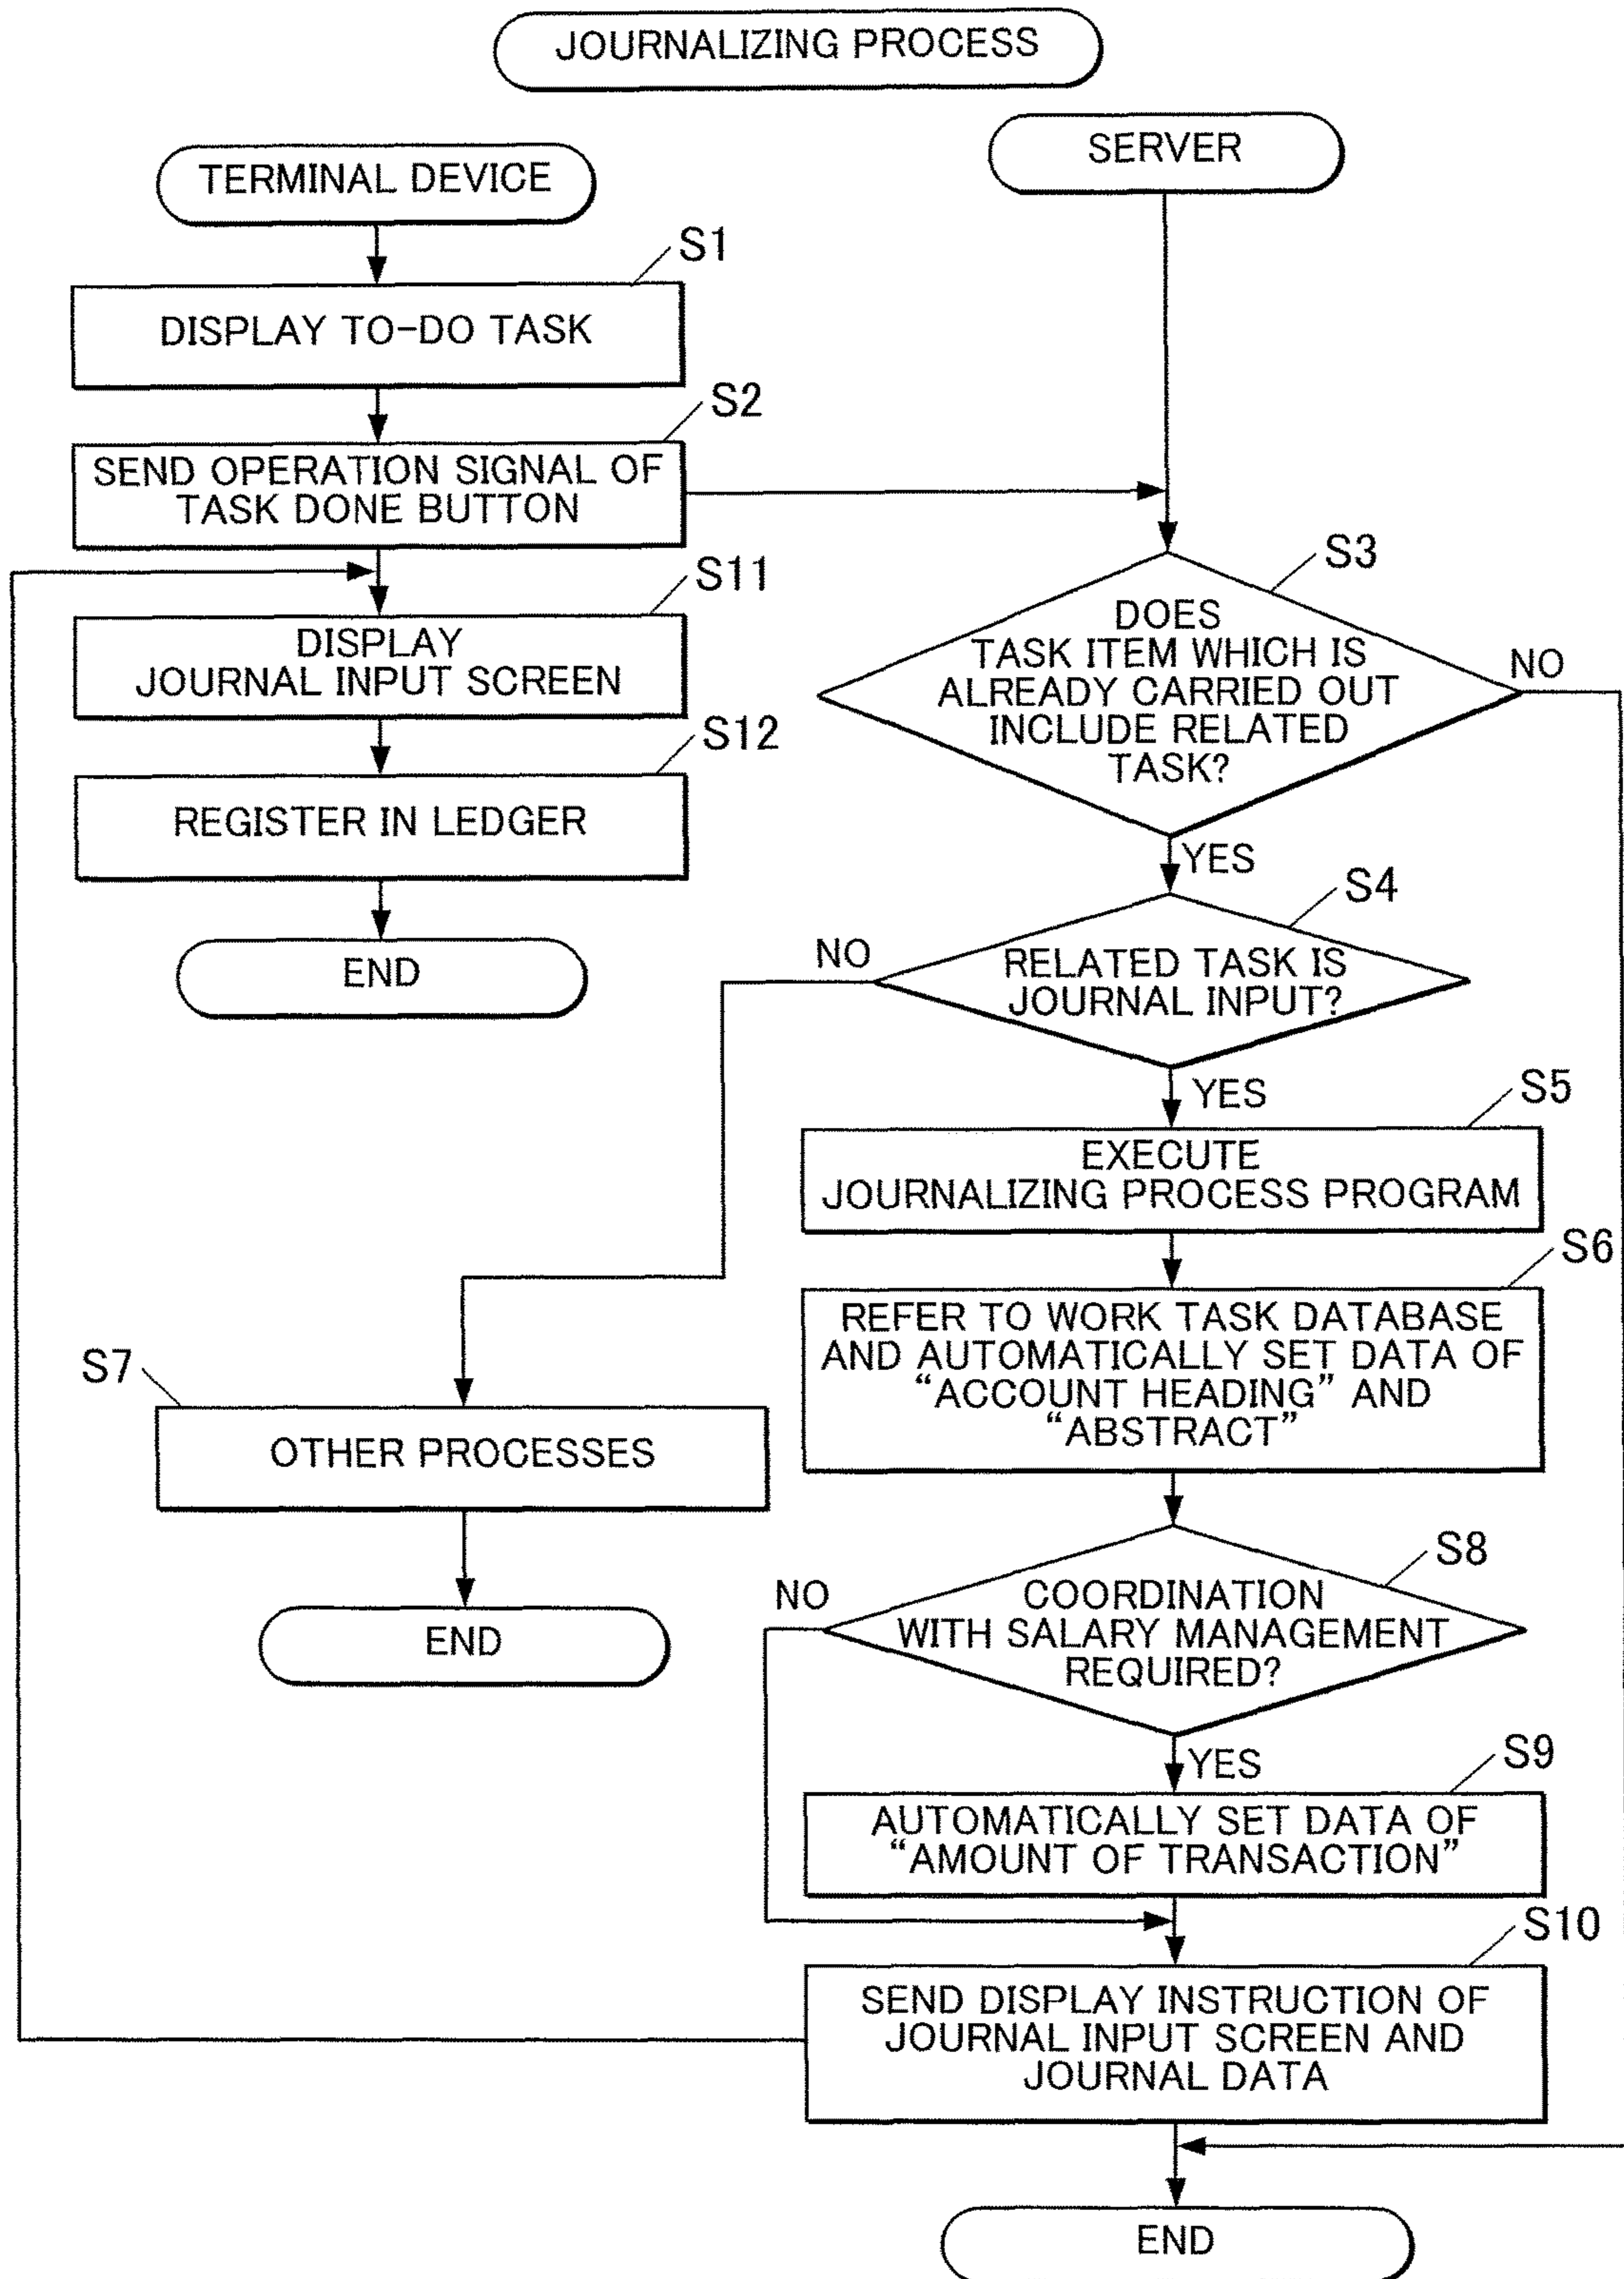 JOURNALIZING PROCESS
TERMINAL DEVICE
S1
DISPLAY TO-DO TASK
S2
SEND OPERATION SIGNAL OF
TASK DONE BUTTON
S11
DISPLAY
JOURNAL INPUT SCREEN
S12
REGISTER IN LEDGER
END
SERVER
S3
DOES
TASK ITEM WHICH IS
ALREADY CARRIED OUT
INCLUDE RELATED
TASK?
NO
YES
S4
RELATED TASK IS
JOURNAL INPUT?
NO
YES
S5
EXECUTE
JOURNALIZING PROCESS PROGRAM
S6
REFER TO WORK TASK DATABASE
AND AUTOMATICALLY SET DATA OF
“ACCOUNT HEADING” AND
“ABSTRACT”
S7
OTHER PROCESSES
END
S8
COORDINATION
WITH SALARY MANAGEMENT
REQUIRED?
NO
YES
S9
AUTOMATICALLY SET DATA OF
“AMOUNT OF TRANSACTION”
S10
SEND DISPLAY INSTRUCTION OF
JOURNAL INPUT SCREEN AND
JOURNAL DATA
END